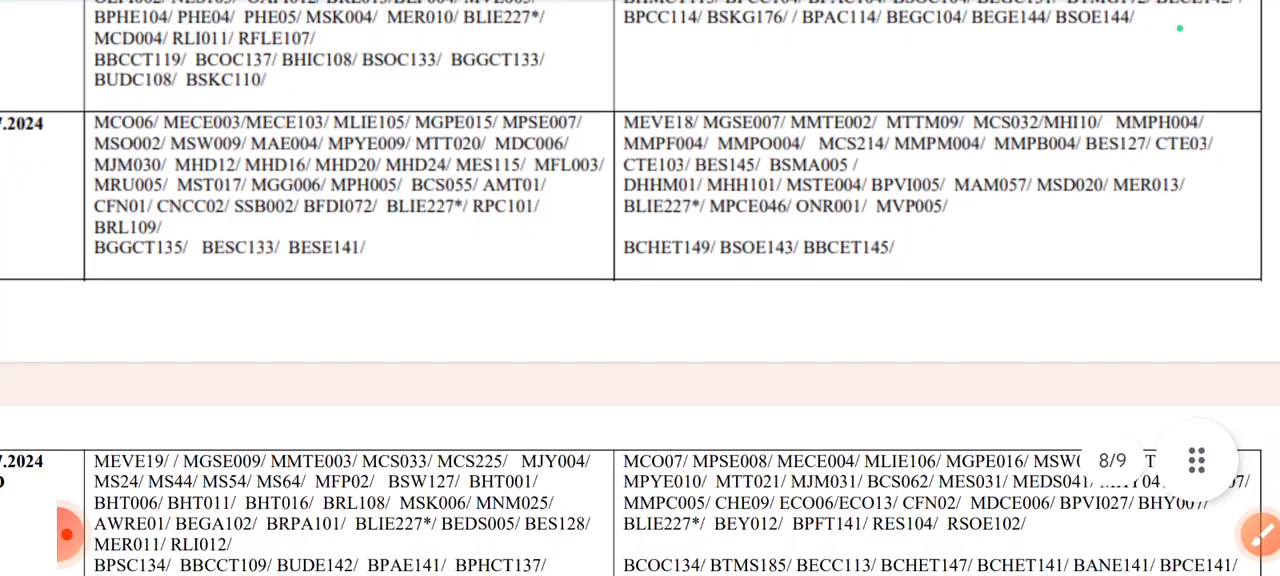 BPHE104/ PHE04/ PHE05/ MSK004/ MER010/ BLIE227*/
MCD004/ RLI011/ RFLE107/
BBCCT119/ BCOC137/ BHIC108/ BSOC133/ BGGCT133/
BUDC108/ BSKC110/
BPCC114/ BSKG176/ / BPAC114/ BEGC104/ BEGE144/ BSOE144/
.2024
MCO06/ MECE003/MECE103/ MLIE105/ MGPE015/ MPSE007/
MSO002/ MSW009/ MAE004/ MPYE009/ MTT020/ MDC006/
MJM030/ MHD12/ MHD16/ MHD20/ MHD24/ MES115/ MFL003/
MRU005/ MST017/ MGG006/ MPH005/ BCS055/ AMT01/
CFN01/ CNCC02/ SSB002/ BFDI072/ BLIE227*/ RPC101/
BRL109/
BGGCT135/ BESC133/ BESE141/
MEVE18/ MGSE007/ MMTE002/ MTTM09/ MCS032/MHI10/ MMPH004/
MMPF004/ MMPO004/ MCS214/ MMPM004/ MMPB004/ BES127/ CTE03/
CTE103/ BES145/ BSMA005 /
DHHM01/ MHH101/ MSTE004/ BPVI005/ MAM057/ MSD020/ MER013/
BLIE227*/ MPCE046/ ONR001/ MVP005/
BCHET149/ BSOE143/ BBCET145/
8/9
.2024
MEVE19/ / MGSE009/ MMTE003/ MCS033/ MCS225/ MJY004/
MS24/ MS44/ MS54/ MS64/ MFP02/ BSW127/ BHT001/
BHT006/ BHT011/ BHT016/ BRL108/ MSK006/ MNM025/
AWRE01/ BEGA102/ BRPA101/ BLIE227*/ BEDS005/ BES128/
MER011/ RLI012/
BPSC134/ BBCCT109/ BUDE142/ BPAE141/ BPHCT137/
MCO07/ MPSE008/ MECE004/ MLIE106/ MGPE016/
MPYE010/ MTT021/ MJM031/ BCS062/ MES031/ MEDS041/
MMPC005/ CHE09/ ECO06/ECO13/ CFN02/ MDCE006/ BPVI027/ BHY007/
BLIE227*/ BEY012/ BPFT141/ RES104/ RSOE102/
BCOC134/ BTMS185/ BECC113/ BCHET147/ BCHET141/ BANE141/ BPCE141/